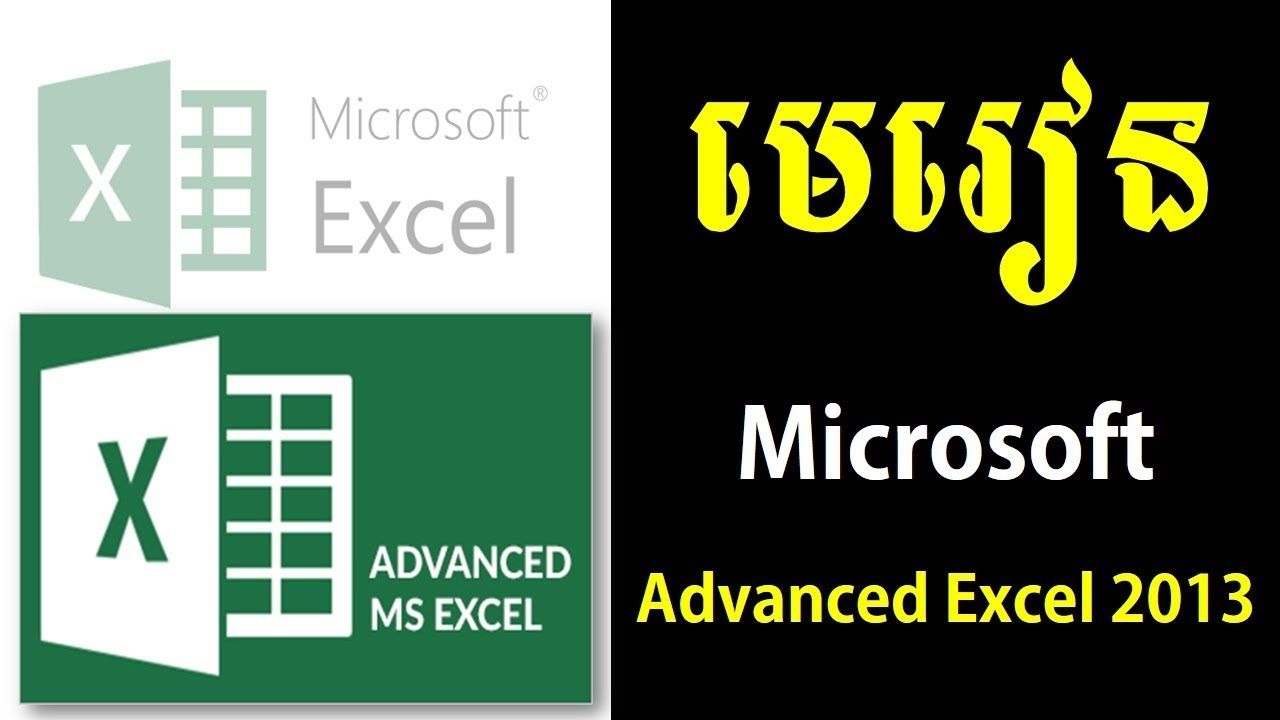 Microsoft®
Excel
X
X
ADVANCED
MS EXCEL
មេរៀន
Microsoft
Advanced Excel 2013